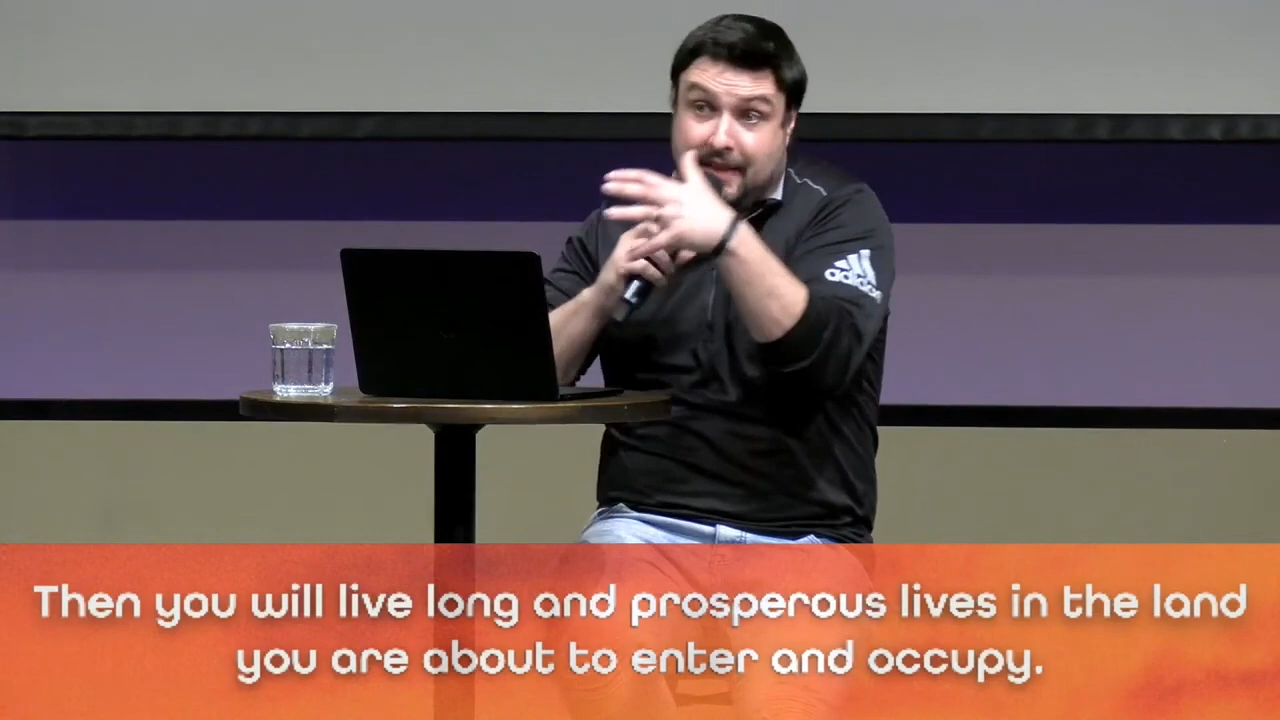 adidas
Then you will live long and prosperous lives in the land
you are about to enter and occupy.